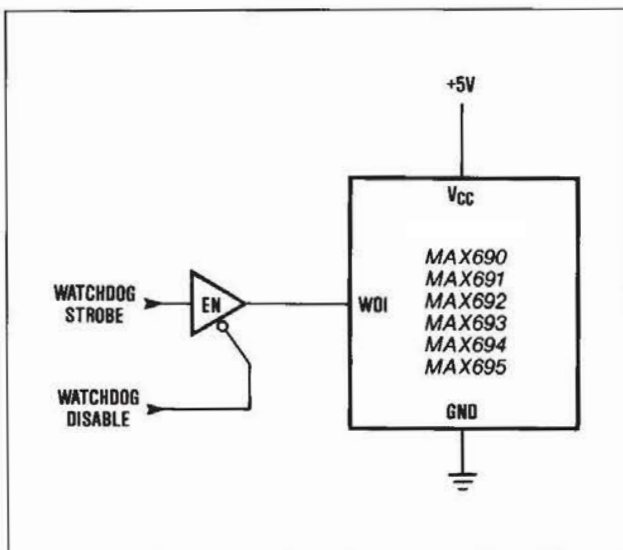 +5V
VCC
MAX690
MAX691
MAX692
MAX693
MAX694
MAX695
WATCHDOG
STROBE
EN
WDI
WATCHDOG
DISABLE
GND